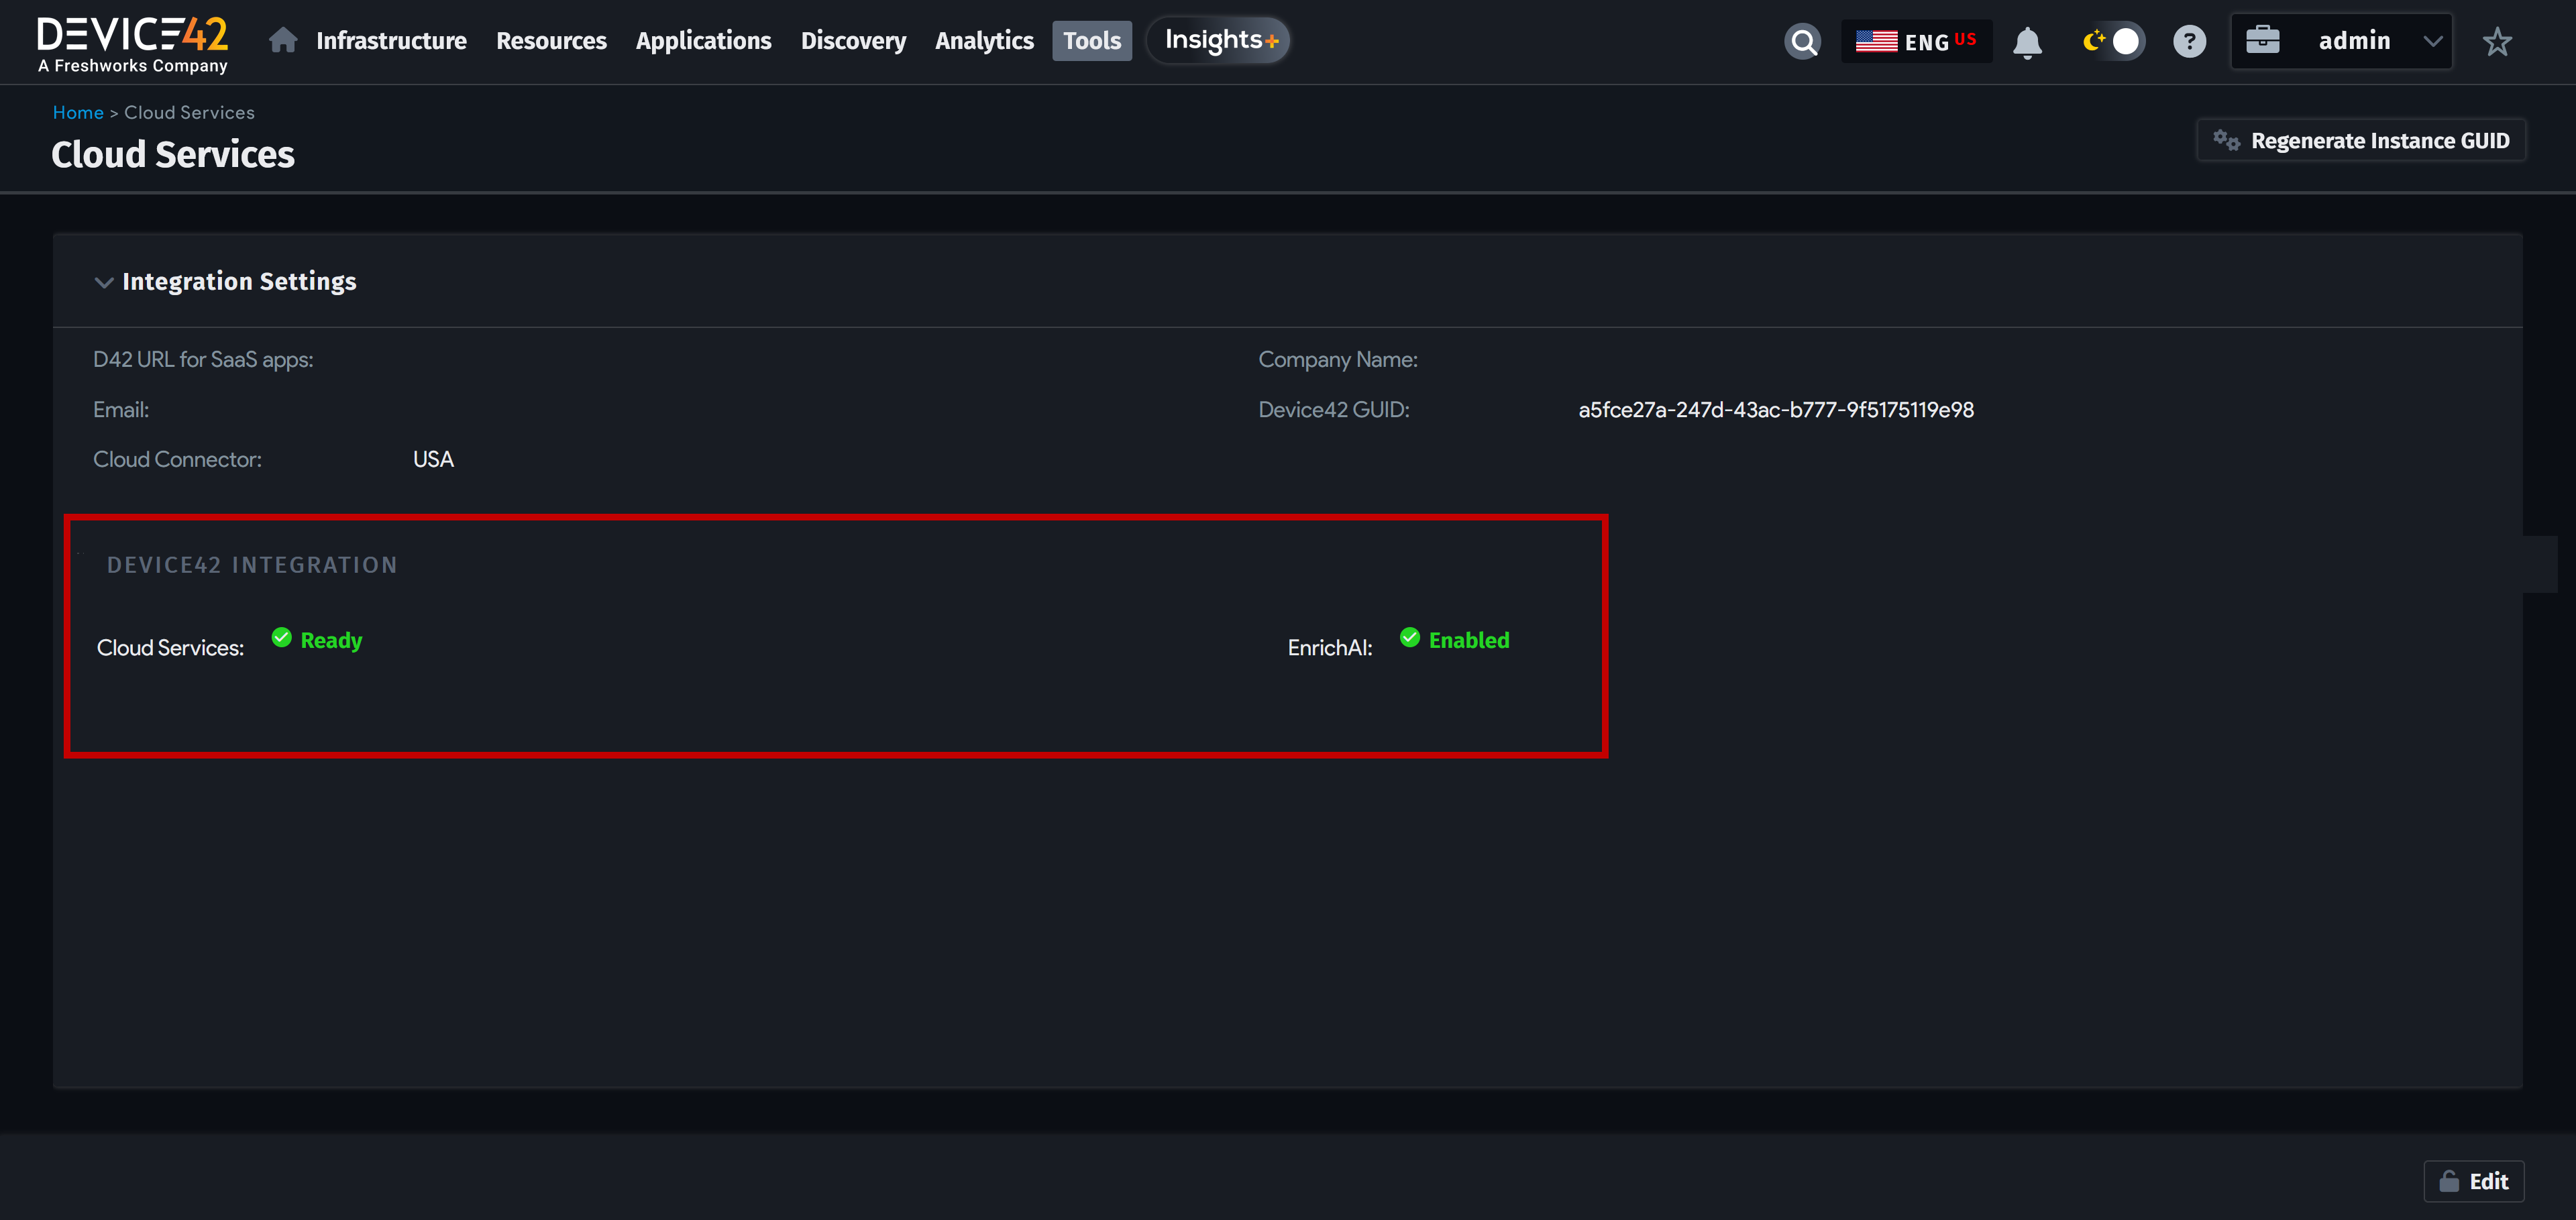 DEVICE42
A Freshworks Company
Infrastructure Resources Applications Discovery Analytics Tools Insights+
ENG US
? admin
Home > Cloud Services
Cloud Services
Regenerate Instance GUID
Integration Settings
D42 URL for SaaS apps:
Company Name:
Email:
Device42 GUID: a5fce27a-247d-43ac-b777-9f5175119e98
Cloud Connector: USA
DEVICE42 INTEGRATION
Cloud Services: Ready
EnrichAI: Enabled
Edit